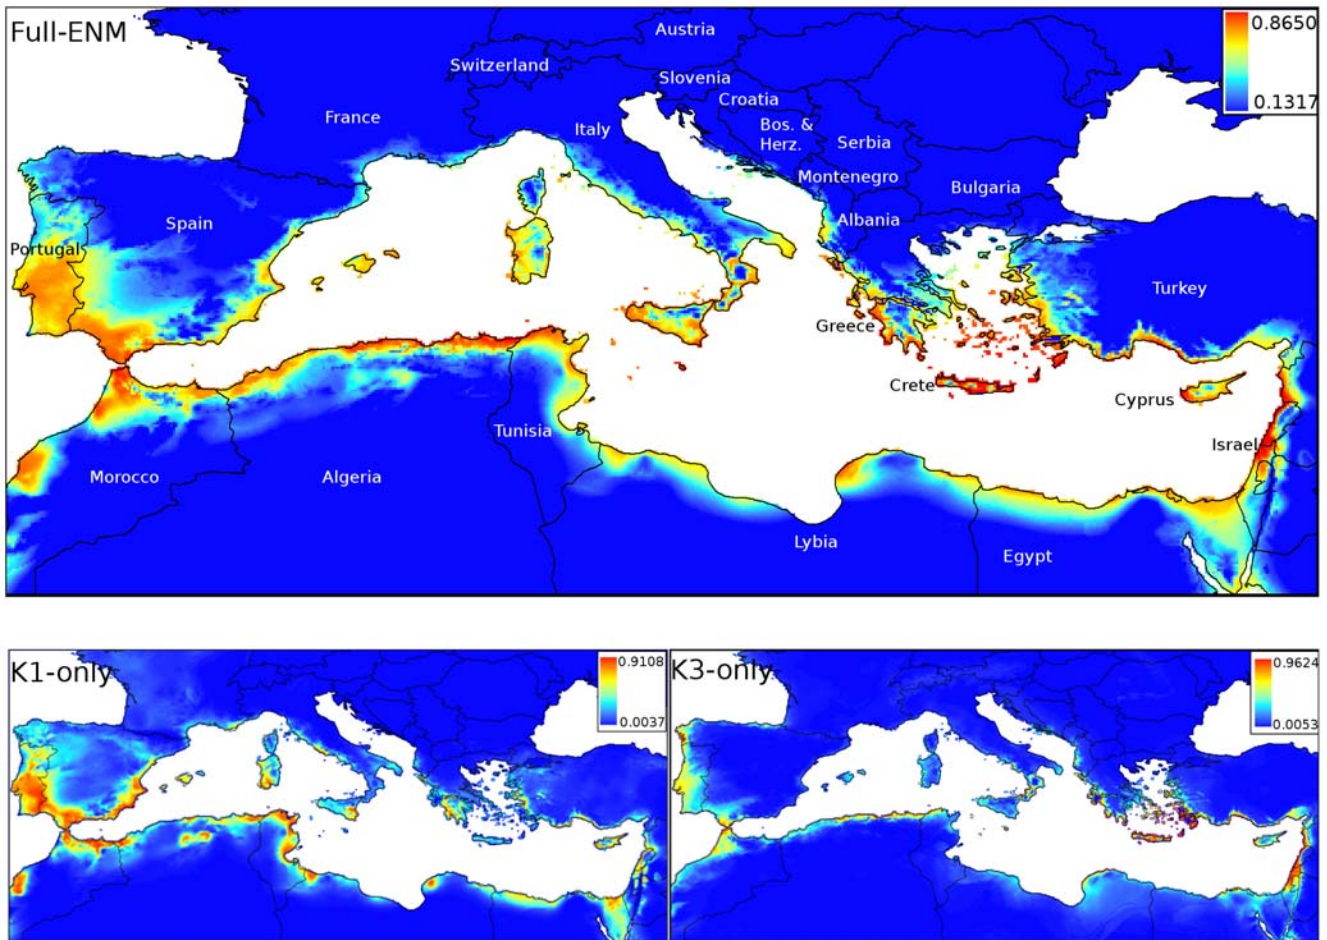 Full-ENM
0.8650
0.1317
Austria
Switzerland
Slovenia
Croatia
France
Italy
Bos. &
Herz.
Serbia
Montenegro
Bulgaria
Spain
Albania
Portugal
Turkey
Greece
Crete
Cyprus
Tunisia
Israel
Morocco
Algeria
Lybia
Egypt
K1-only
0.9108
0.0037
K3-only
0.9624
0.0053